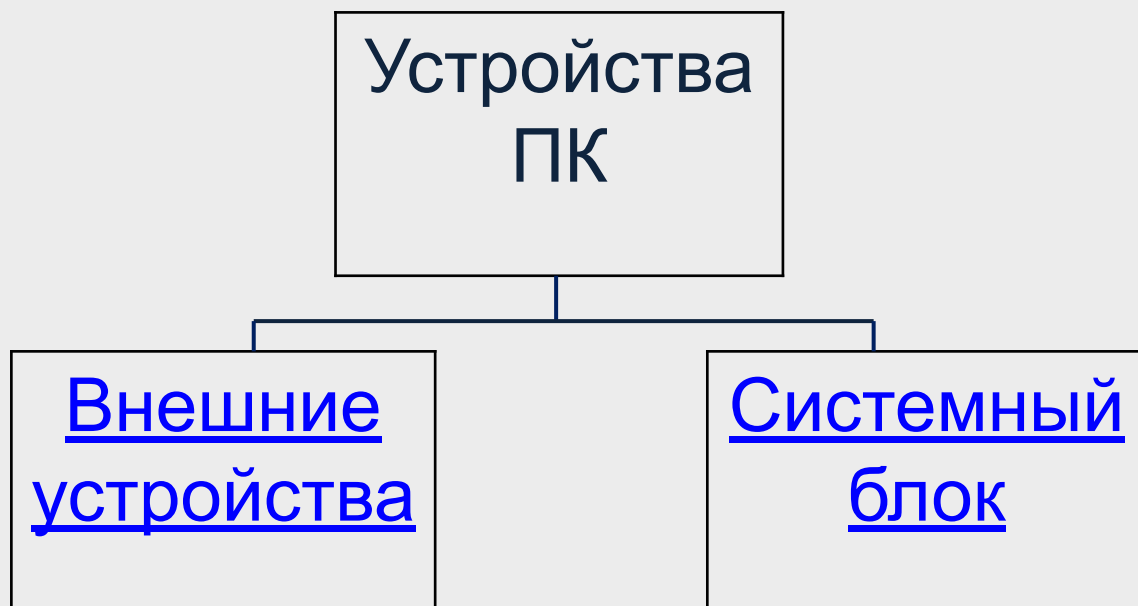 Устройства
ПК
Внешние
устройства
Системный
блок